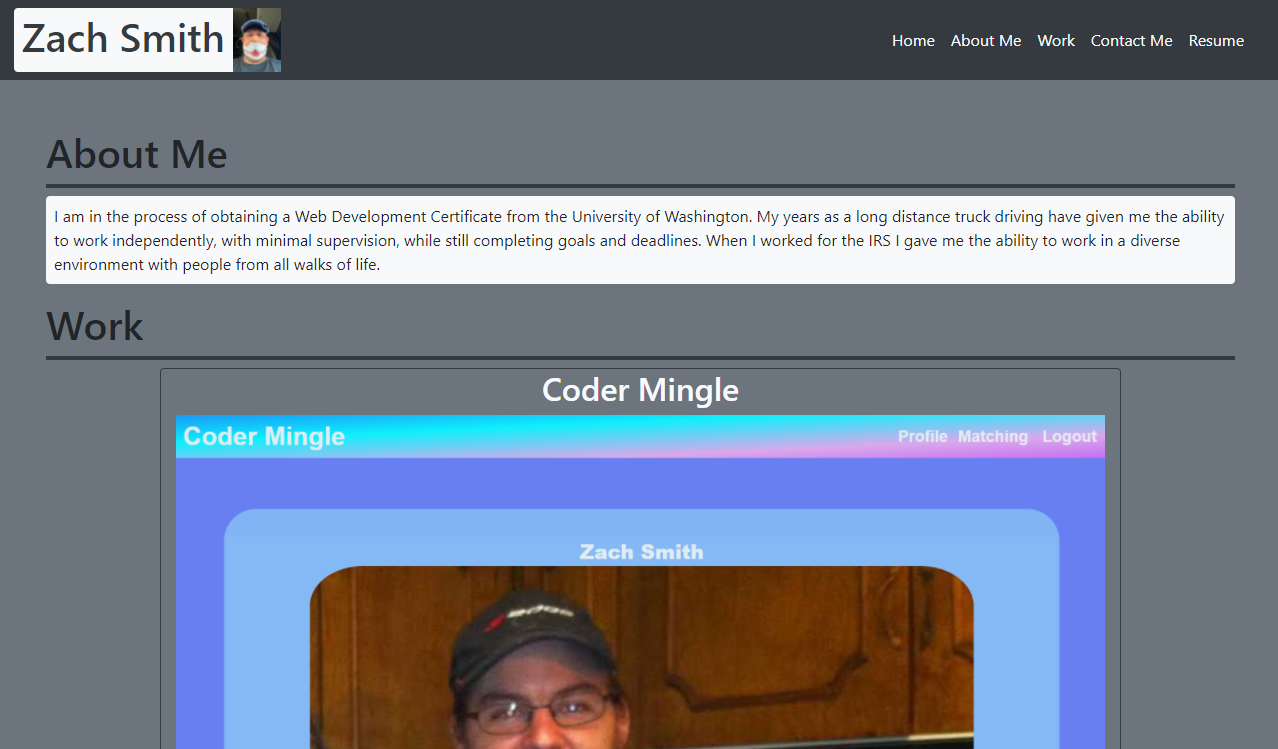 Zach Smith
Home About Me Work Contact Me Resume
About Me
I am in the process of obtaining a Web Development Certificate from the University of Washington. My years as a long distance truck driving have given me the ability
to work independently, with minimal supervision, while still completing goals and deadlines. When I worked for the IRS I gave me the ability to work in a diverse
environment with people from all walks of life.
Work
Coder Mingle
Coder Mingle
Profile Matching Logout
Zach Smith